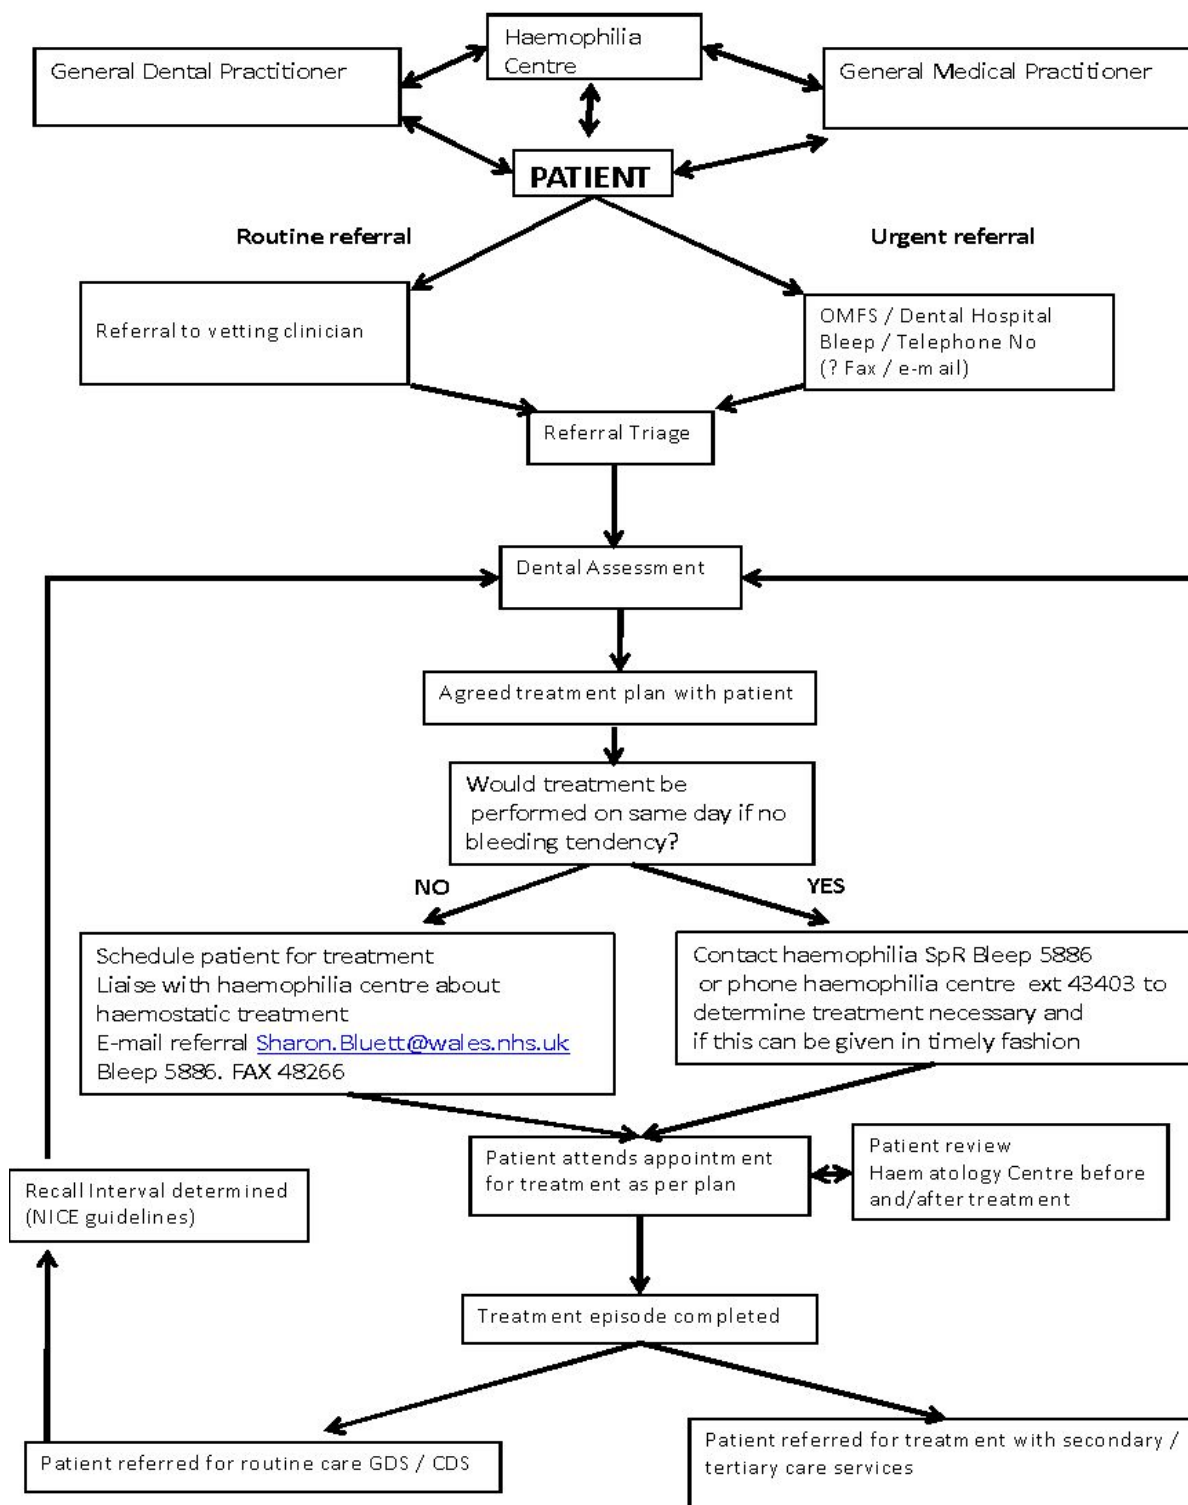 Haemophilia
Centre
General Dental Practitioner
General Medical Practitioner
PATIENT
Routine referral
Urgent referral
Referral to vetting clinician
OMFS / Dental Hospital
Bleep / Telephone No
(? Fax / e-mail)
Referral Triage
Dental Assessment
Agreed treatment plan with patient
Would treatment be
performed on same day if no
bleeding tendency?
NO
YES
Schedule patient for treatment
Liaise with haemophilia centre about
haemostatic treatment
E-mail referral Sharon.Bluett@wales.nhs.uk
Bleep 5886. FAX 48266
Contact haemophilia SpR Bleep 5886
or phone haemophilia centre ext 43403 to
determine treatment necessary and
if this can be given in timely fashion
Patient attends appointment
for treatment as per plan
Patient review
Haematology Centre before
and/after treatment
Recall Interval determined
(NICE guidelines)
Treatment episode completed
Patient referred for routine care GDS / CDS
Patient referred for treatment with secondary /
tertiary care services